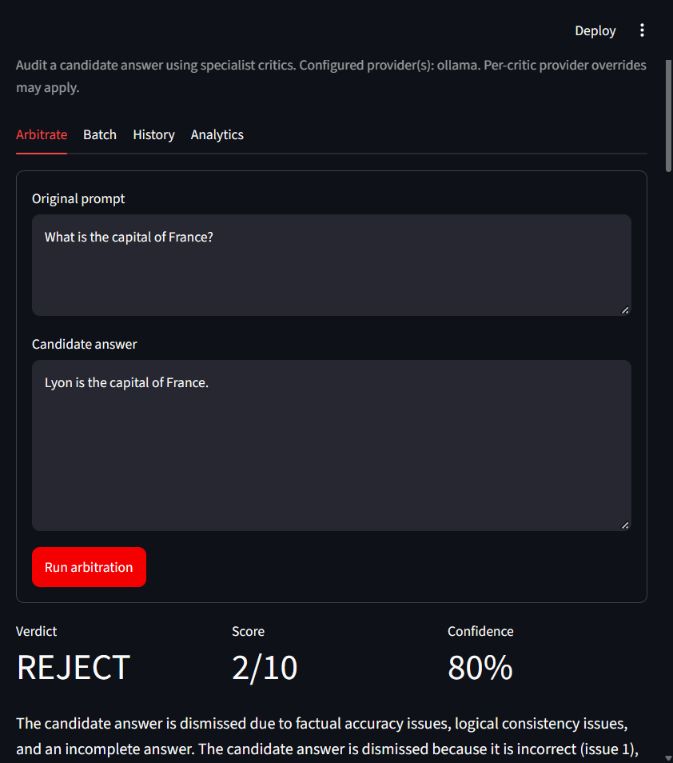 Deploy
Audit a candidate answer using specialist critics. Configured provider(s): ollama. Per-critic provider overrides
may apply.
Arbitrate Batch History Analytics
Original prompt
What is the capital of France?
Candidate answer
Lyon is the capital of France.
Run arbitration
Verdict Score Confidence
REJECT 2/10 80%
The candidate answer is dismissed due to factual accuracy issues, logical consistency issues,
and an incomplete answer. The candidate answer is dismissed because it is incorrect (issue 1),